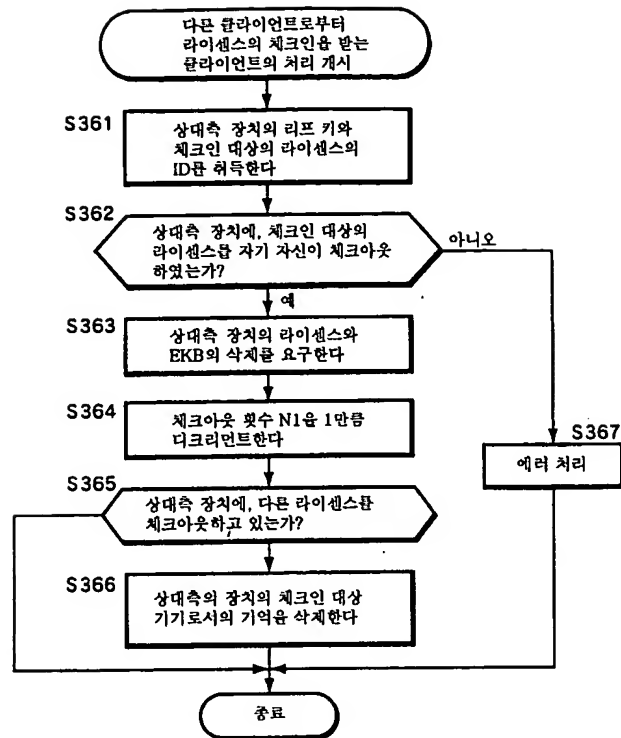 다른 클라이언트로부터
라이센스의 체크인을 받는
클라이언트의 처리 개시
S361
상대측 장치의 리프 키와
체크인 대상의 라이센스의
ID를 취득한다
S362
상대측 장치에, 체크인 대상의
라이센스를 자기 자신이 체크아웃
하였는가?
아니오
예
S363
상대측 장치의 라이센스와
EKB의 삭제를 요구한다
S364
체크아웃 횟수 N1을 1만큼
디크리먼트한다
S367
에러 처리
S365
상대측 장치에, 다른 라이센스를
체크아웃하고 있는가?
S366
상대측의 장치의 체크인 대상
기기로서의 기억을 삭제한다
종료